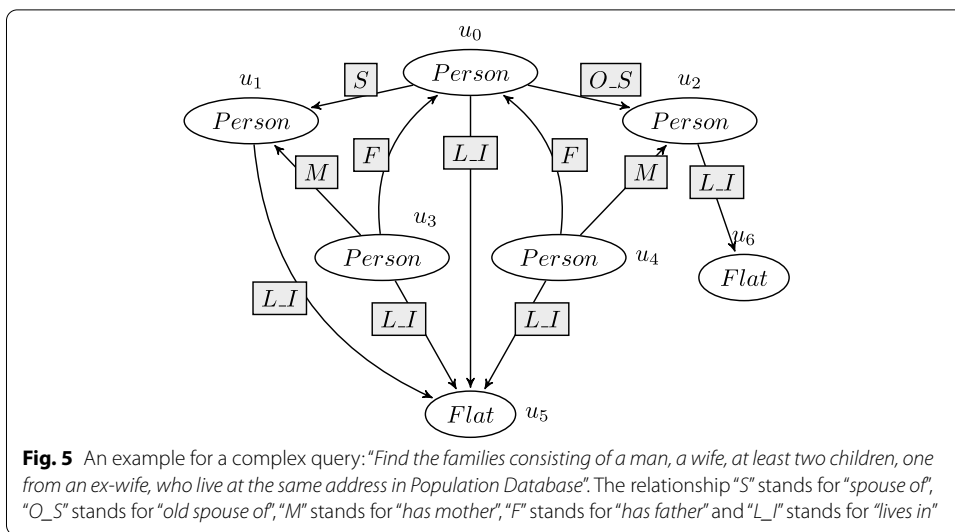 u0
u1
S
Person
O_S
u2
Person
Person
F
L_I
F
M
M
L_I
u3
u6
Person
Person
u4
Flat
L_I
L_I
L_I
Flat
u5
Fig. 5 An example for a complex query: "Find the families consisting of a man, a wife, at least two children, one
from an ex-wife, who live at the same address in Population Database". The relationship "S" stands for "spouse of",
"O_S" stands for "old spouse of", "M" stands for "has mother", "F" stands for "has father" and "L_I" stands for "lives in"